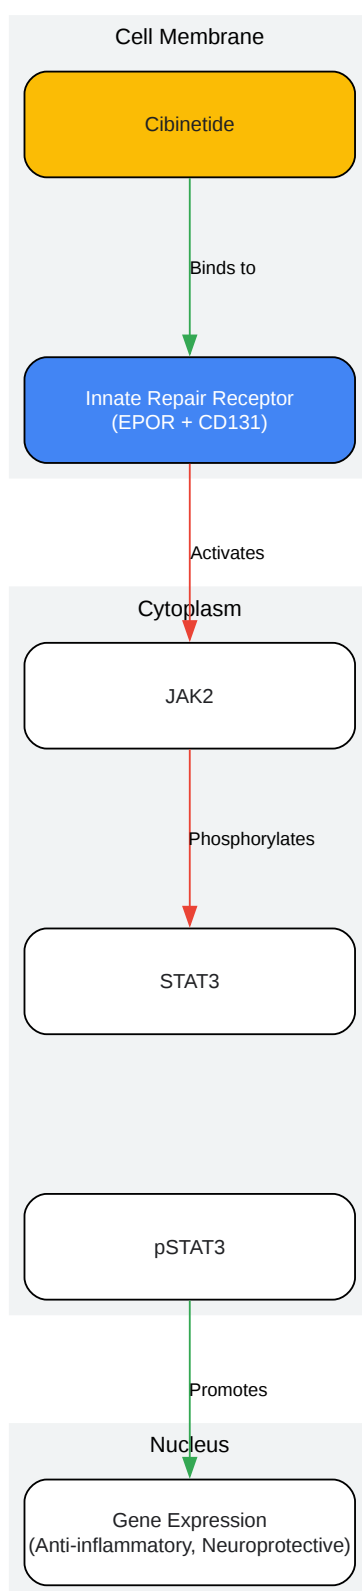 Cell Membrane
Cibinetide
Binds to
Innate Repair Receptor
(EPOR + CD131)
Activates
Cytoplasm
JAK2
Phosphorylates
STAT3
pSTAT3
Promotes
Nucleus
Gene Expression
(Anti-inflammatory, Neuroprotective)